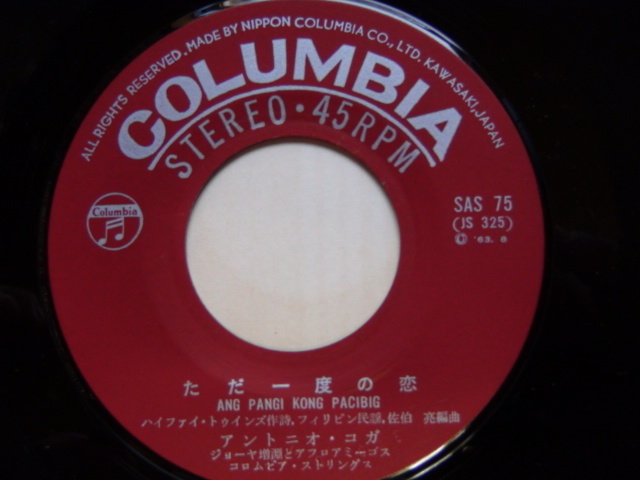 ALL RIGHTS RESERVED. MADE BY NIPPON COLUMBIA CO., LTD. KAWASAKI, JAPAN
COLUMBIA
STEREO・45RPM
Columbia
SAS 75
(JS 325)
Ⓒ '63. 8
ただ一度の恋
ANG PANGI KONG PACIBIG
ハイファイ・トゥインズ作詩, フィリピン民謡, 佐伯 亮編曲
アントニオ・コガ
ジョーヤ増淵とアフロアミーゴス
コロムビア・ストリングス